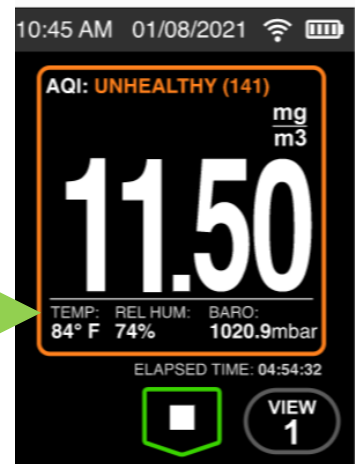 10:45 AM 01/08/2021
AQI: UNHEALTHY (141)
mg
m3
11.50
TEMP: REL HUM: BARO:
84° F 74% 1020.9mbar
ELAPSED TIME: 04:54:32
VIEW
1